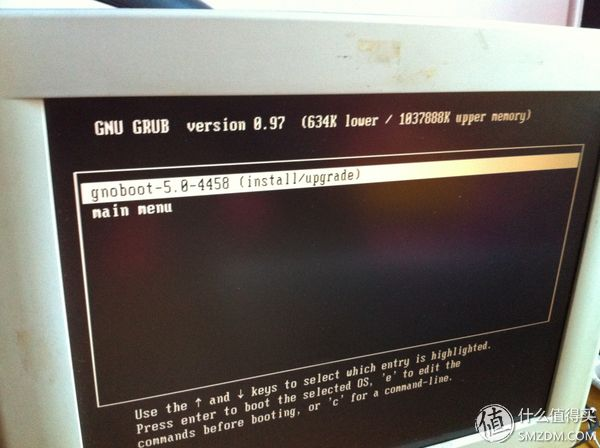 GNU GRUB version 0.97 (634K lower / 1037888K upper memory)
gnoboot-5.0-4458 (install/upgrade)
main menu
Use the ↑ and ↓ keys to select which entry is highlighted.
Press enter to boot the selected OS, 'e' to edit the
commands before booting, or 'c' for a command-line.
值 什么值得买
SMZDM.COM